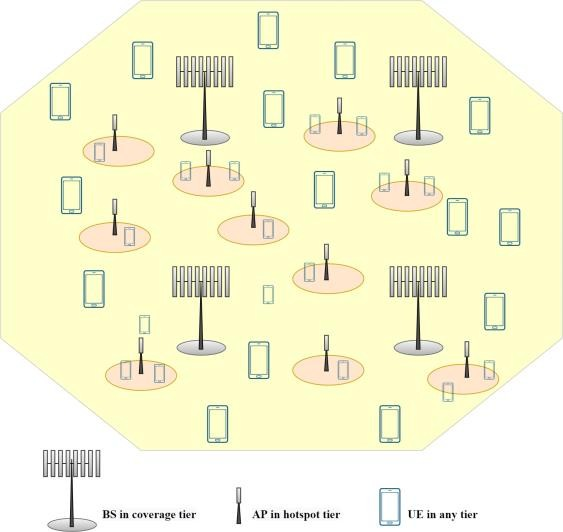 BS in coverage tier
AP in hotspot tier
UE in any tier